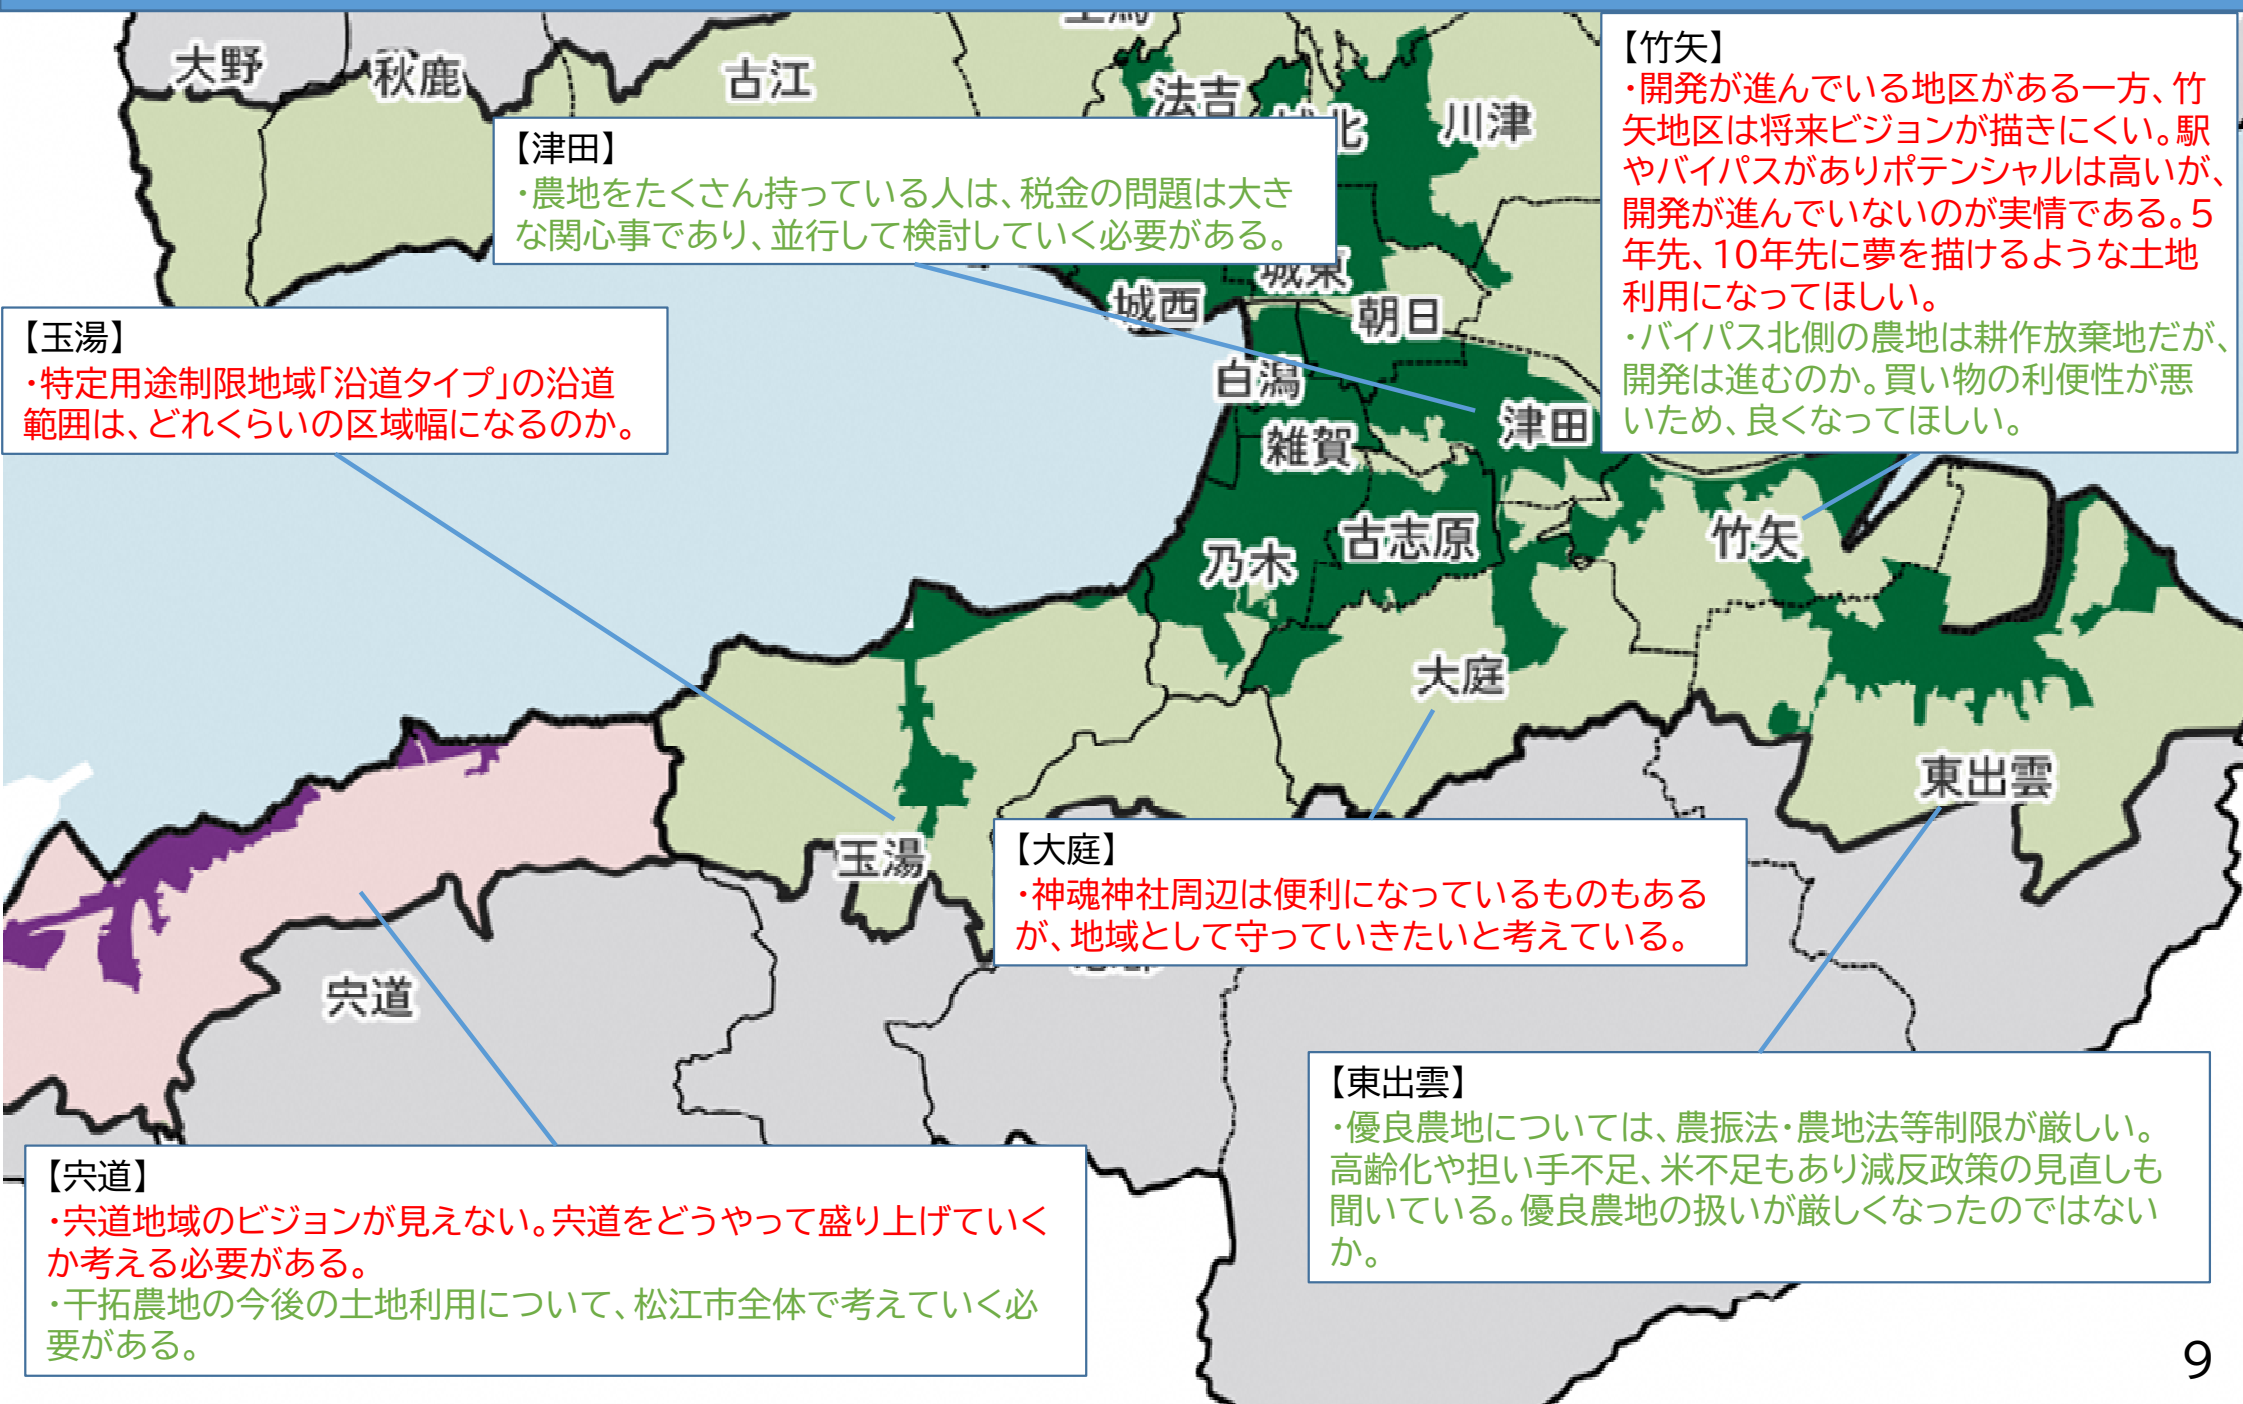 大野
秋鹿
古江
法吉
川津
【津田】
・農地をたくさん持っている人は、税金の問題は大き
な関心事であり、並行して検討していく必要がある。
【竹矢】
・開発が進んでいる地区がある一方、竹
矢地区は将来ビジョンが描きにくい。駅
やバイパスがありポテンシャルは高いが、
開発が進んでいないのが実情である。5
年先、10年先に夢を描けるような土地
利用になってほしい。
・バイパス北側の農地は耕作放棄地だが、
開発は進むのか。買い物の利便性が悪
いため、良くなってほしい。
城東
城西
朝日
【玉湯】
・特定用途制限地域「沿道タイプ」の沿道
範囲は、どれくらいの区域幅になるのか。
白潟
津田
雑賀
古志原
竹矢
乃木
大庭
東出雲
玉湯
【大庭】
・神魂神社周辺は便利になっているものもある
が、地域として守っていきたいと考えている。
宍道
【東出雲】
・優良農地については、農振法・農地法等制限が厳しい。
高齢化や担い手不足、米不足もあり減反政策の見直しも
聞いている。優良農地の扱いが厳しくなったのではない
か。
【宍道】
・宍道地域のビジョンが見えない。宍道をどうやって盛り上げていく
か考える必要がある。
・干拓農地の今後の土地利用について、松江市全体で考えていく必
要がある。
9